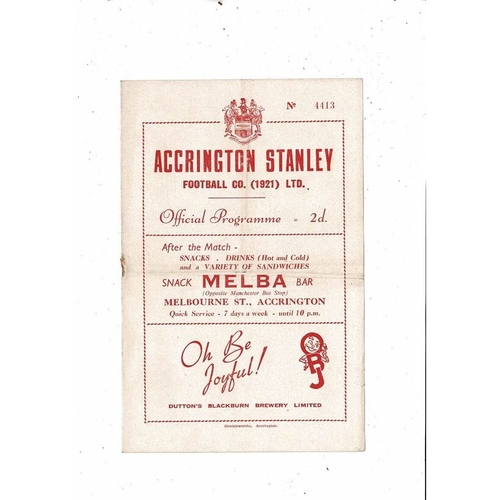 Nº 4413
ACCRINGTON STANLEY
FOOTBALL CO. (1921) LTD.
Official Programme - 2d.
After the Match -
SNACKS . DRINKS (Hot and Cold)
and a VARIETY OF SANDWICHES
SNACK MELBA BAR
(Opposite Manchester Bus Stop)
MELBOURNE ST., ACCRINGTON
Quick Service - 7 days a week - until 10 p.m.
Oh Be
Joyful!
OBJ
DUTTON'S BLACKBURN BREWERY LIMITED
Accrington.